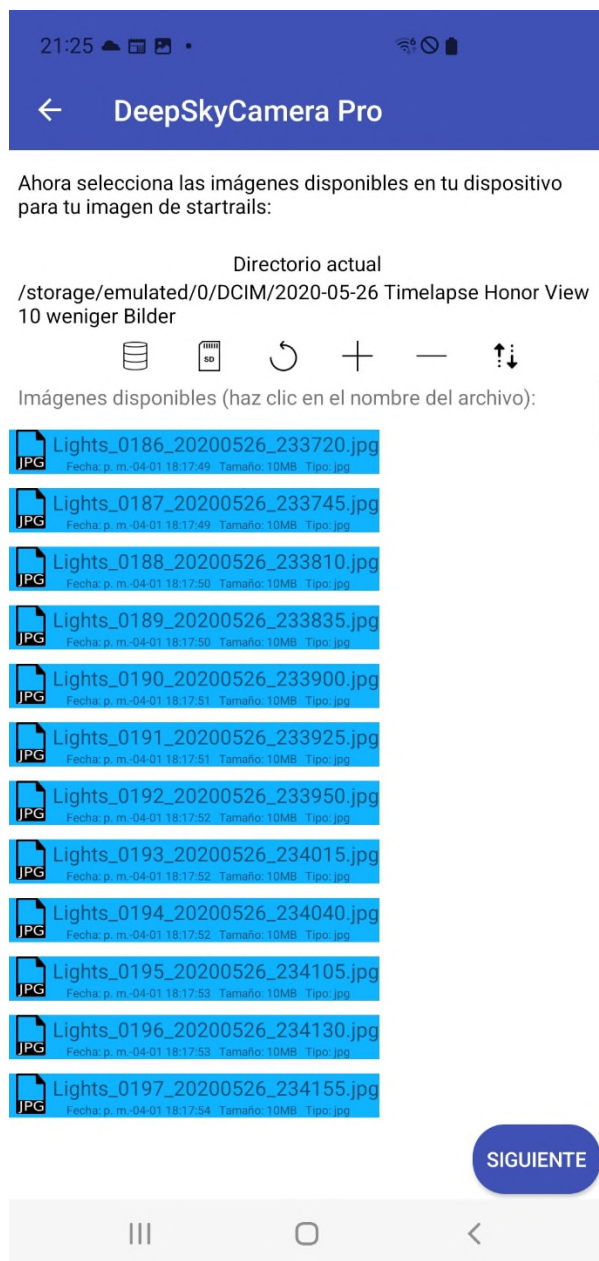 21:25
DeepSkyCamera Pro
Ahora selecciona las imágenes disponibles en tu dispositivo
para tu imagen de startrails:
Directorio actual
/storage/emulated/0/DCIM/2020-05-26 Timelapse Honor View
10 weniger Bilder
SD
Imágenes disponibles (haz clic en el nombre del archivo):
JPG Lights_0186_20200526_233720.jpg
Fecha: p. m.-04-01 18:17:49 Tamaño: 10MB Tipo: jpg
JPG Lights_0187_20200526_233745.jpg
Fecha: p. m.-04-01 18:17:49 Tamaño: 10MB Tipo: jpg
JPG Lights_0188_20200526_233810.jpg
Fecha: p. m.-04-01 18:17:50 Tamaño: 10MB Tipo: jpg
JPG Lights_0189_20200526_233835.jpg
Fecha: p. m.-04-01 18:17:50 Tamaño: 10MB Tipo: jpg
JPG Lights_0190_20200526_233900.jpg
Fecha: p. m.-04-01 18:17:51 Tamaño: 10MB Tipo: jpg
JPG Lights_0191_20200526_233925.jpg
Fecha: p. m.-04-01 18:17:51 Tamaño: 10MB Tipo: jpg
JPG Lights_0192_20200526_233950.jpg
Fecha: p. m.-04-01 18:17:52 Tamaño: 10MB Tipo: jpg
JPG Lights_0193_20200526_234015.jpg
Fecha: p. m.-04-01 18:17:52 Tamaño: 10MB Tipo: jpg
JPG Lights_0194_20200526_234040.jpg
Fecha: p. m.-04-01 18:17:52 Tamaño: 10MB Tipo: jpg
JPG Lights_0195_20200526_234105.jpg
Fecha: p. m.-04-01 18:17:53 Tamaño: 10MB Tipo: jpg
JPG Lights_0196_20200526_234130.jpg
Fecha: p. m.-04-01 18:17:53 Tamaño: 10MB Tipo: jpg
JPG Lights_0197_20200526_234155.jpg
Fecha: p. m.-04-01 18:17:54 Tamaño: 10MB Tipo: jpg
SIGUIENTE